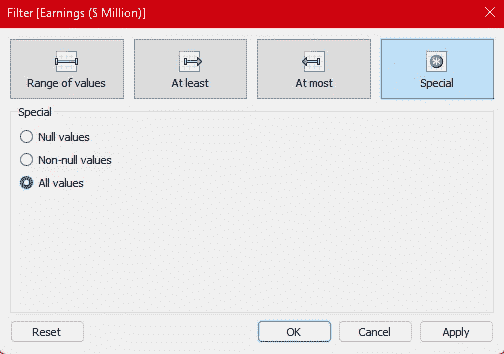 Filter [Earnings ($ Million)]
Range of values
At least
At most
Special
Special
Null values
Non-null values
All values
Reset
OK
Cancel
Apply